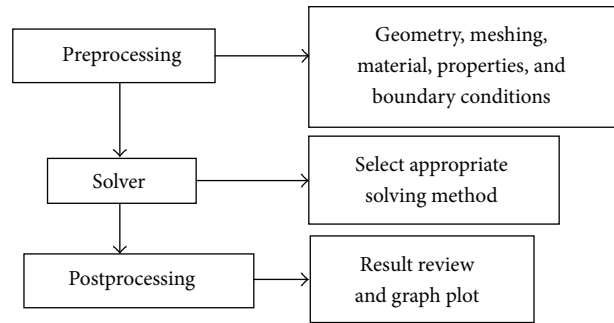 Preprocessing
Geometry, meshing,
material, properties, and
boundary conditions
Solver
Select appropriate
solving method
Postprocessing
Result review
and graph plot